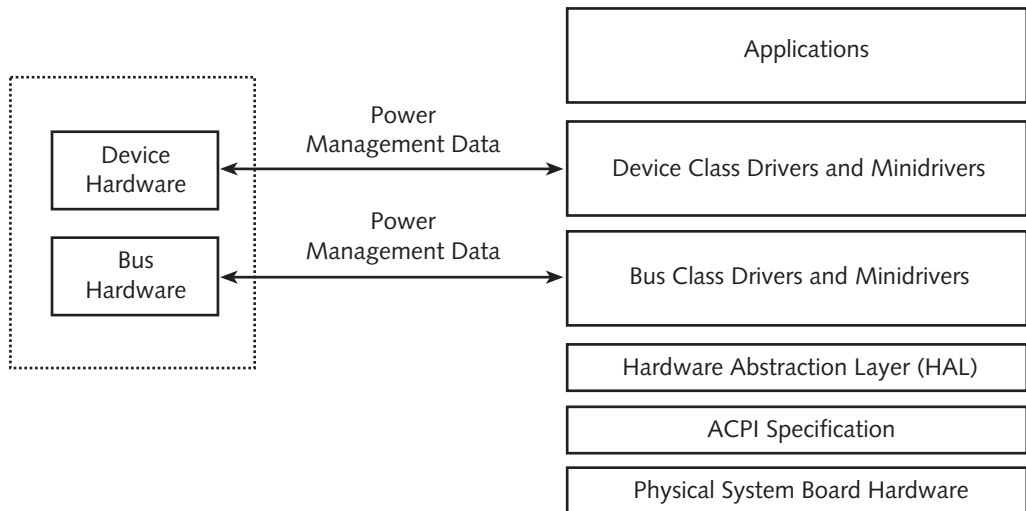 Applications
Power
Management Data
Device
Hardware
Device Class Drivers and Minidrivers
Power
Management Data
Bus
Hardware
Bus Class Drivers and Minidrivers
Hardware Abstraction Layer (HAL)
ACPI Specification
Physical System Board Hardware